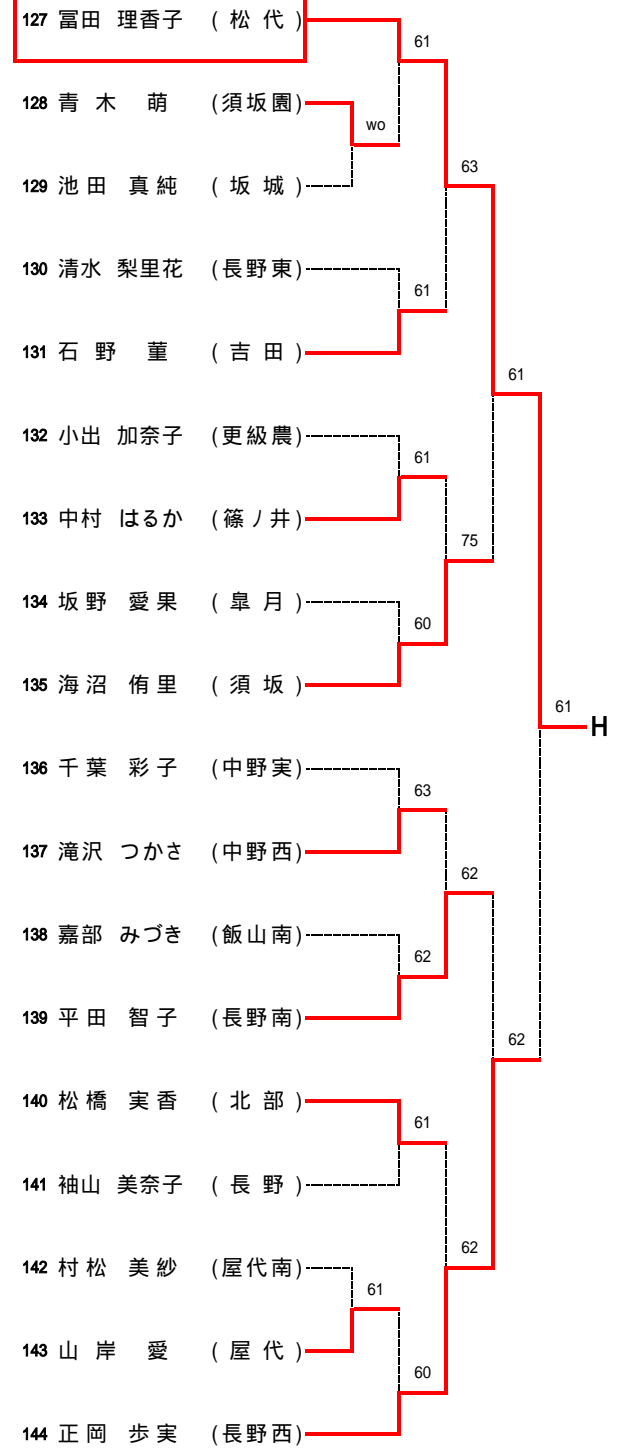 127 冨田 理香子 (松代)
61
128 青木 萌 (須坂園)
wo
129 池田 真純 (坂城)
63
130 清水 梨里花 (長野東)
61
131 石野 菫 (吉田)
61
132 小出 加奈子 (更級農)
61
133 中村 はるか (篠ノ井)
75
134 坂野 愛果 (皐月)
60
135 海沼 侑里 (須坂)
61
H
136 千葉 彩子 (中野実)
63
137 滝沢 つかさ (中野西)
62
138 嘉部 みづき (飯山南)
62
139 平田 智子 (長野南)
62
140 松橋 実香 (北部)
61
141 袖山 美奈子 (長野)
62
142 村松 美紗 (屋代南)
61
143 山岸 愛 (屋代)
60
144 正岡 歩実 (長野西)